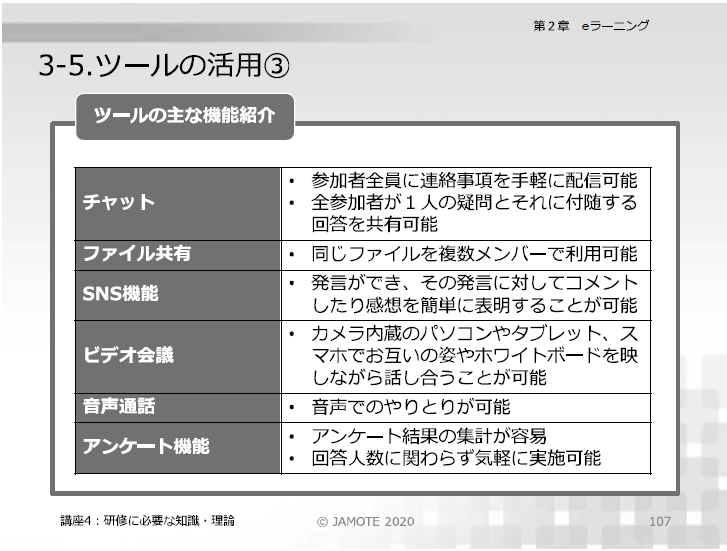 第２章　eラーニング
3-5.ツールの活用③
ツールの主な機能紹介
チャット
• 参加者全員に連絡事項を手軽に配信可能
• 全参加者が１人の疑問とそれに付随する
回答を共有可能
ファイル共有
• 同じファイルを複数メンバーで利用可能
SNS機能
• 発言ができ、その発言に対してコメント
したり感想を簡単に表明することが可能
ビデオ会議
• カメラ内蔵のパソコンやタブレット、ス
マホでお互いの姿やホワイトボードを映
しながら話し合うことが可能
音声通話
• 音声でのやりとりが可能
アンケート機能
• アンケート結果の集計が容易
• 回答人数に関わらず気軽に実施可能
講座4：研修に必要な知識・理論
© JAMOTE 2020
107